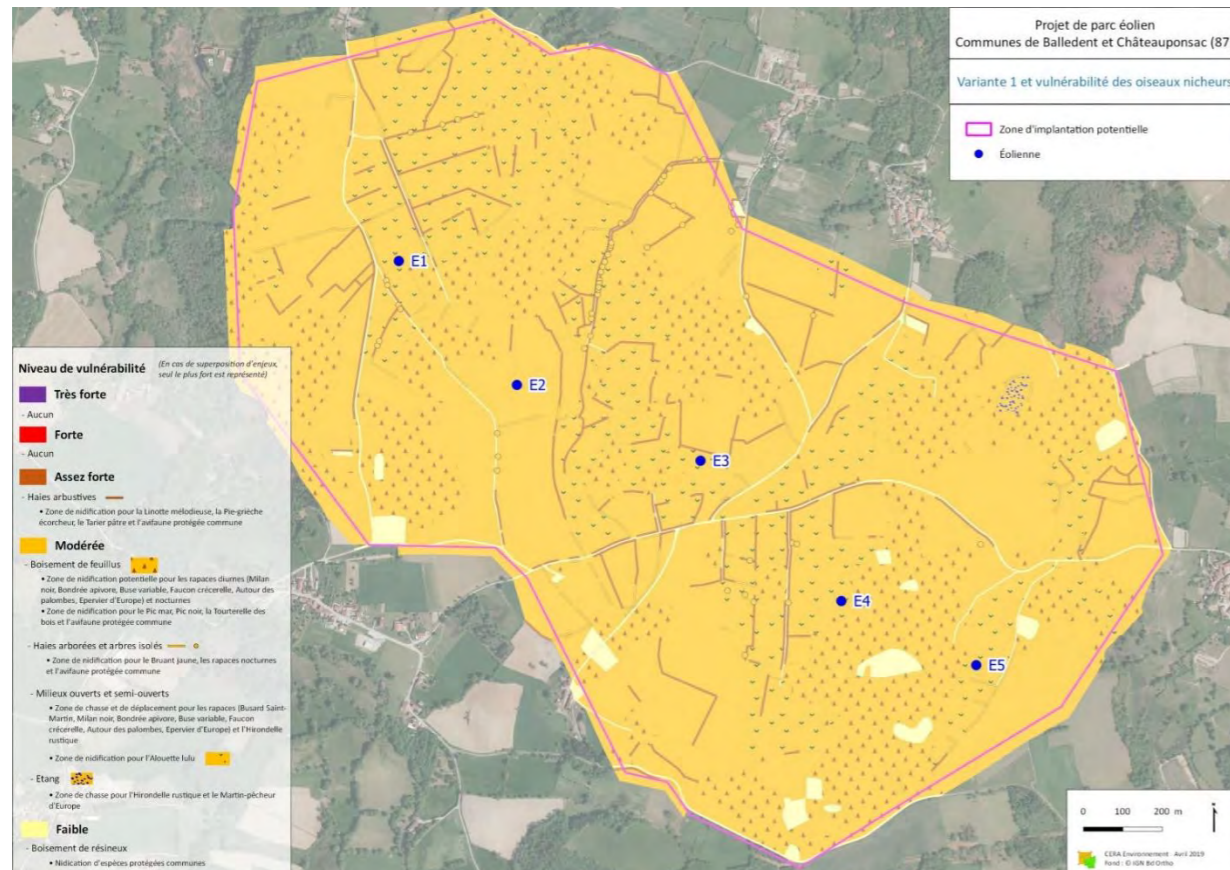 Projet de parc éolien
Communes de Balledent et Châteauponsac (87
Variante 1 et vulnérabilité des oiseaux nicheurs
Zone d'implantation potentielle
Éolienne
E1
E2
E3
E4
E5
Niveau de vulnérabilité
(En cas de superposition d'enjeux,
seul le plus fort est représenté)
Très forte
- Aucun
Forte
- Aucun
Assez forte
- Haies arbustives
• Zone de nidification pour la Linotte mélodieuse, la Pie-grièche
écorcheur, le Tarier pâtre et l'avifaune protégée commune
Modérée
- Boisement de feuillus
• Zone de nidification potentielle pour les rapaces diurnes (Milan
noir, Bondrée apivore, Buse variable, Faucon crécerelle, Autour des
palombes, Epervier d'Europe) et nocturnes
• Zone de nidification pour le Pic mar, Pic noir, la Tourterelle des
bois et l'avifaune protégée commune
- Haies arborées et arbres isolés
• Zone de nidification pour le Bruant jaune, les rapaces nocturnes
et l'avifaune protégée commune
- Milieux ouverts et semi-ouverts
• Zone de chasse et de déplacement pour les rapaces (Busard Saint-
Martin, Milan noir, Bondrée apivore, Buse variable, Faucon
crécerelle, Autour des palombes, Epervier d'Europe) et l'Hirondelle
rustique
• Zone de nidification pour l'Alouette lulu
- Etang
• Zone de chasse pour l'Hirondelle rustique et le Martin-pêcheur
d'Europe
Faible
- Boisement de résineux
• Nidication d'espèces protégées communes
0 100 200 m
CERA Environnement - Avril 2019
Fond : © IGN Bd Ortho